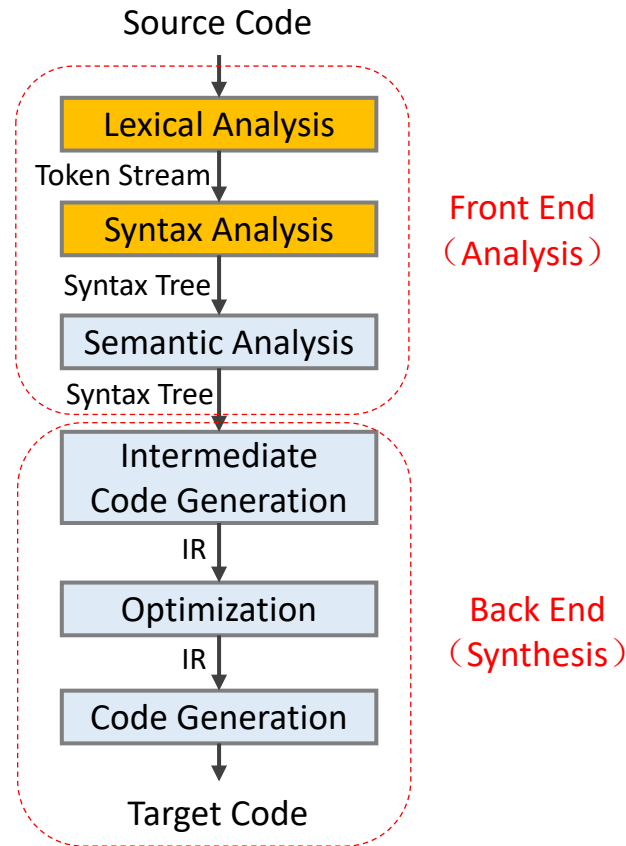 Source Code
Lexical Analysis
Token Stream
Syntax Analysis
Syntax Tree
Semantic Analysis
Syntax Tree
Front End
（Analysis）
Intermediate
Code Generation
IR
Optimization
IR
Code Generation
Target Code
Back End
（Synthesis）